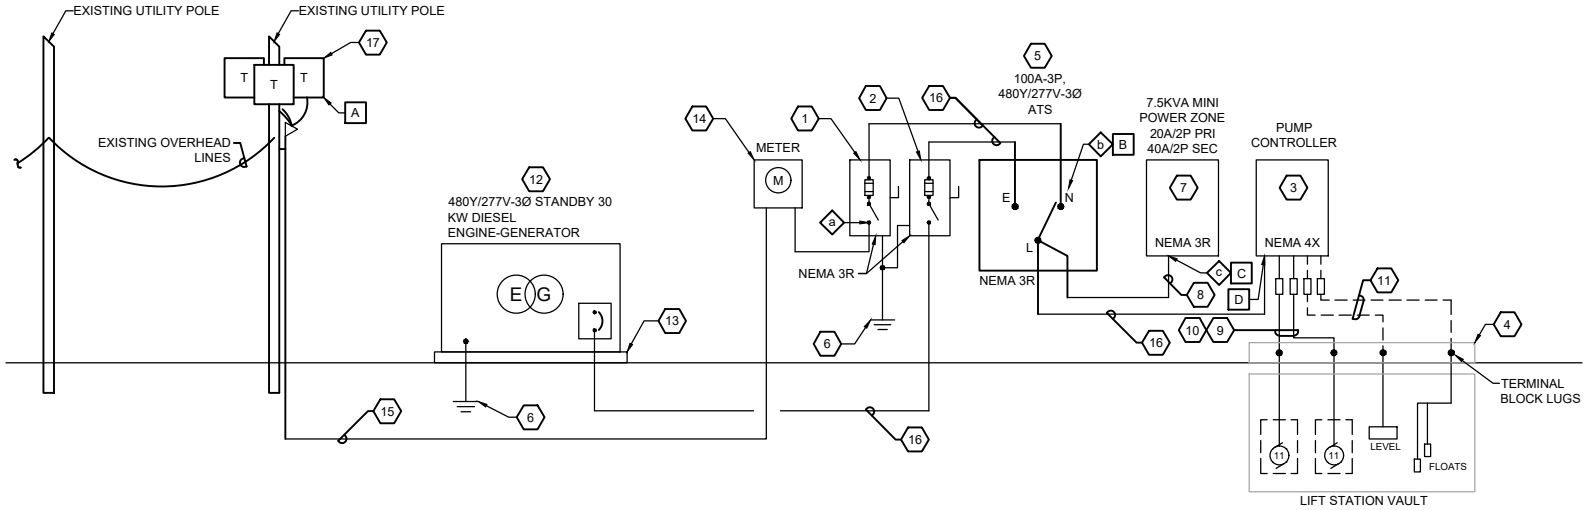 EXISTING UTILITY POLE
EXISTING UTILITY POLE
17
T
T
T
A
EXISTING OVERHEAD
LINES
12
480Y/277V-3Ø STANDBY 30
KW DIESEL
ENGINE-GENERATOR
E G
13
6
15
14
METER
M
1
2
a
NEMA 3R
6
16
16
5
100A-3P,
480Y/277V-3Ø
ATS
E
N
L
NEMA 3R
b
B
7.5KVA MINI
POWER ZONE
20A/2P PRI
40A/2P SEC
7
NEMA 3R
c
C
8
D
16
PUMP
CONTROLLER
3
NEMA 4X
10
9
11
4
TERMINAL
BLOCK LUGS
11
11
LEVEL
FLOATS
LIFT STATION VAULT